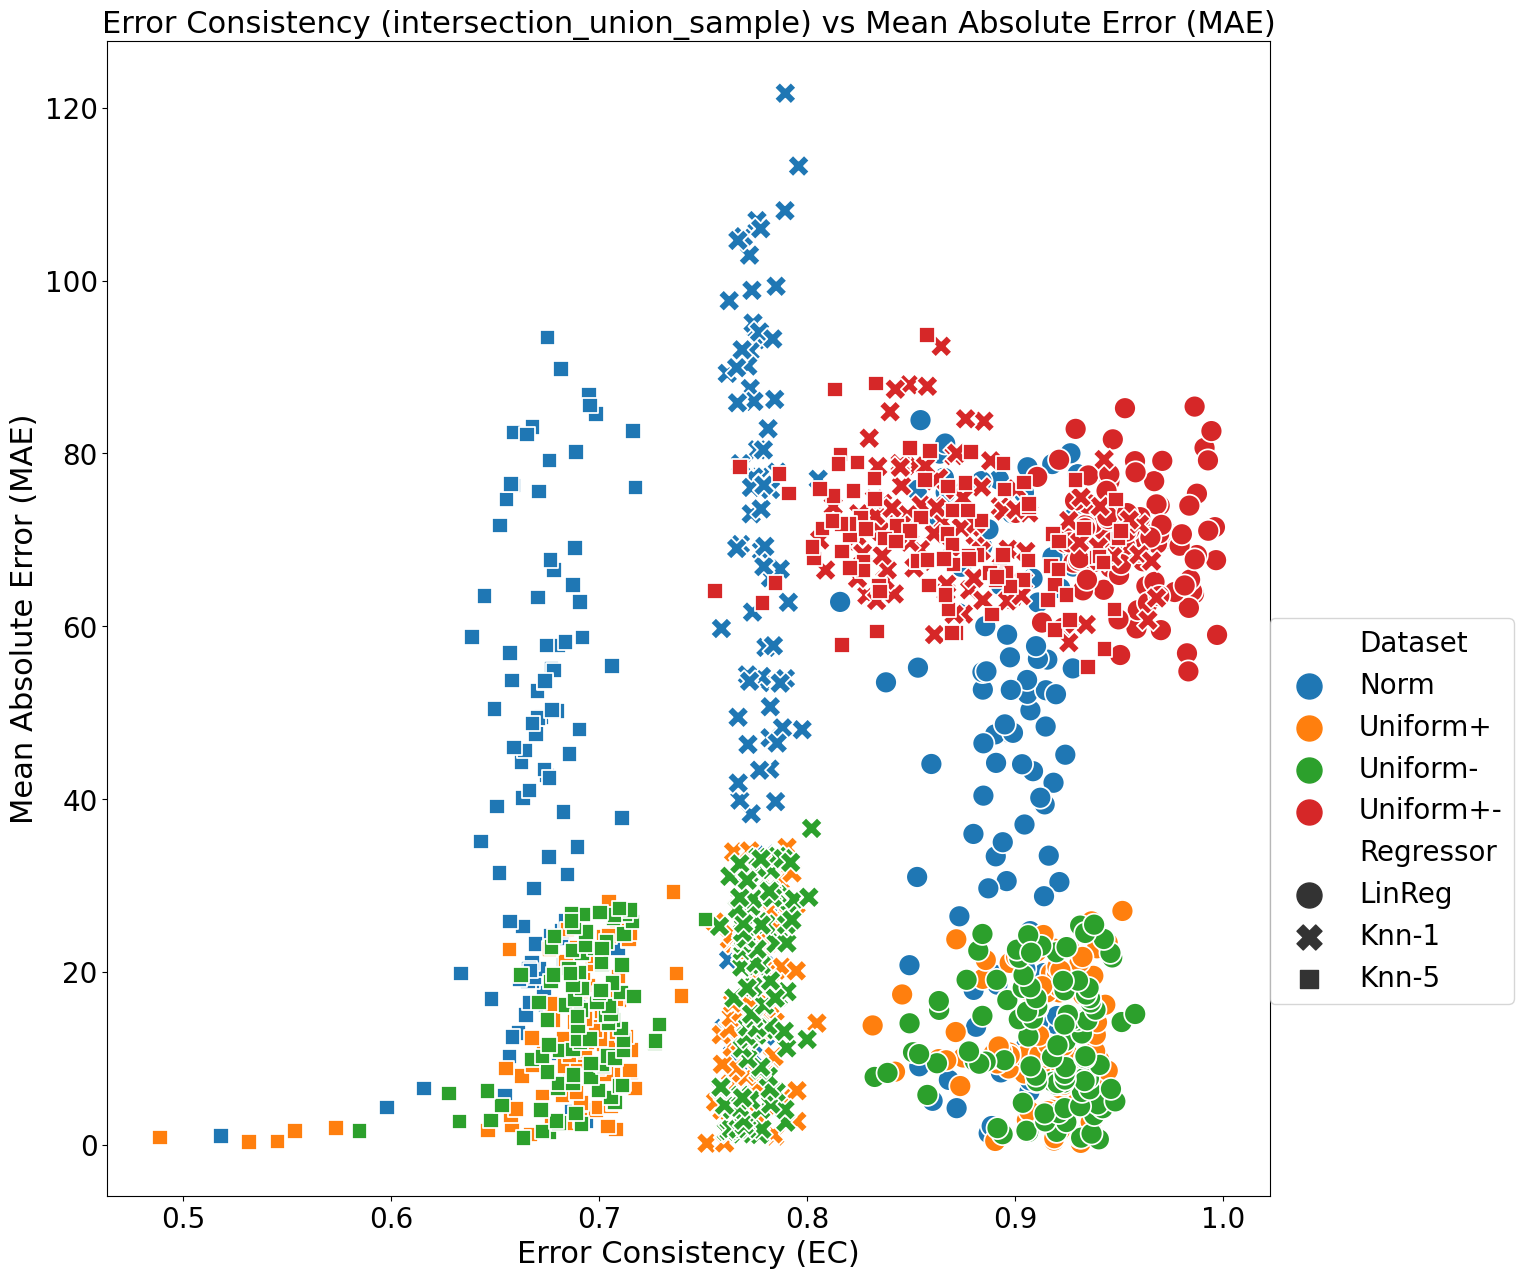 Error Consistency (intersection_union_sample) vs Mean Absolute Error (MAE)
Mean Absolute Error (MAE)
120
100
80
60
40
20
0
0.5 0.6 0.7 0.8 0.9 1.0
Error Consistency (EC)
Dataset
Norm
Uniform+
Uniform-
Uniform+-
Regressor
LinReg
Knn-1
Knn-5